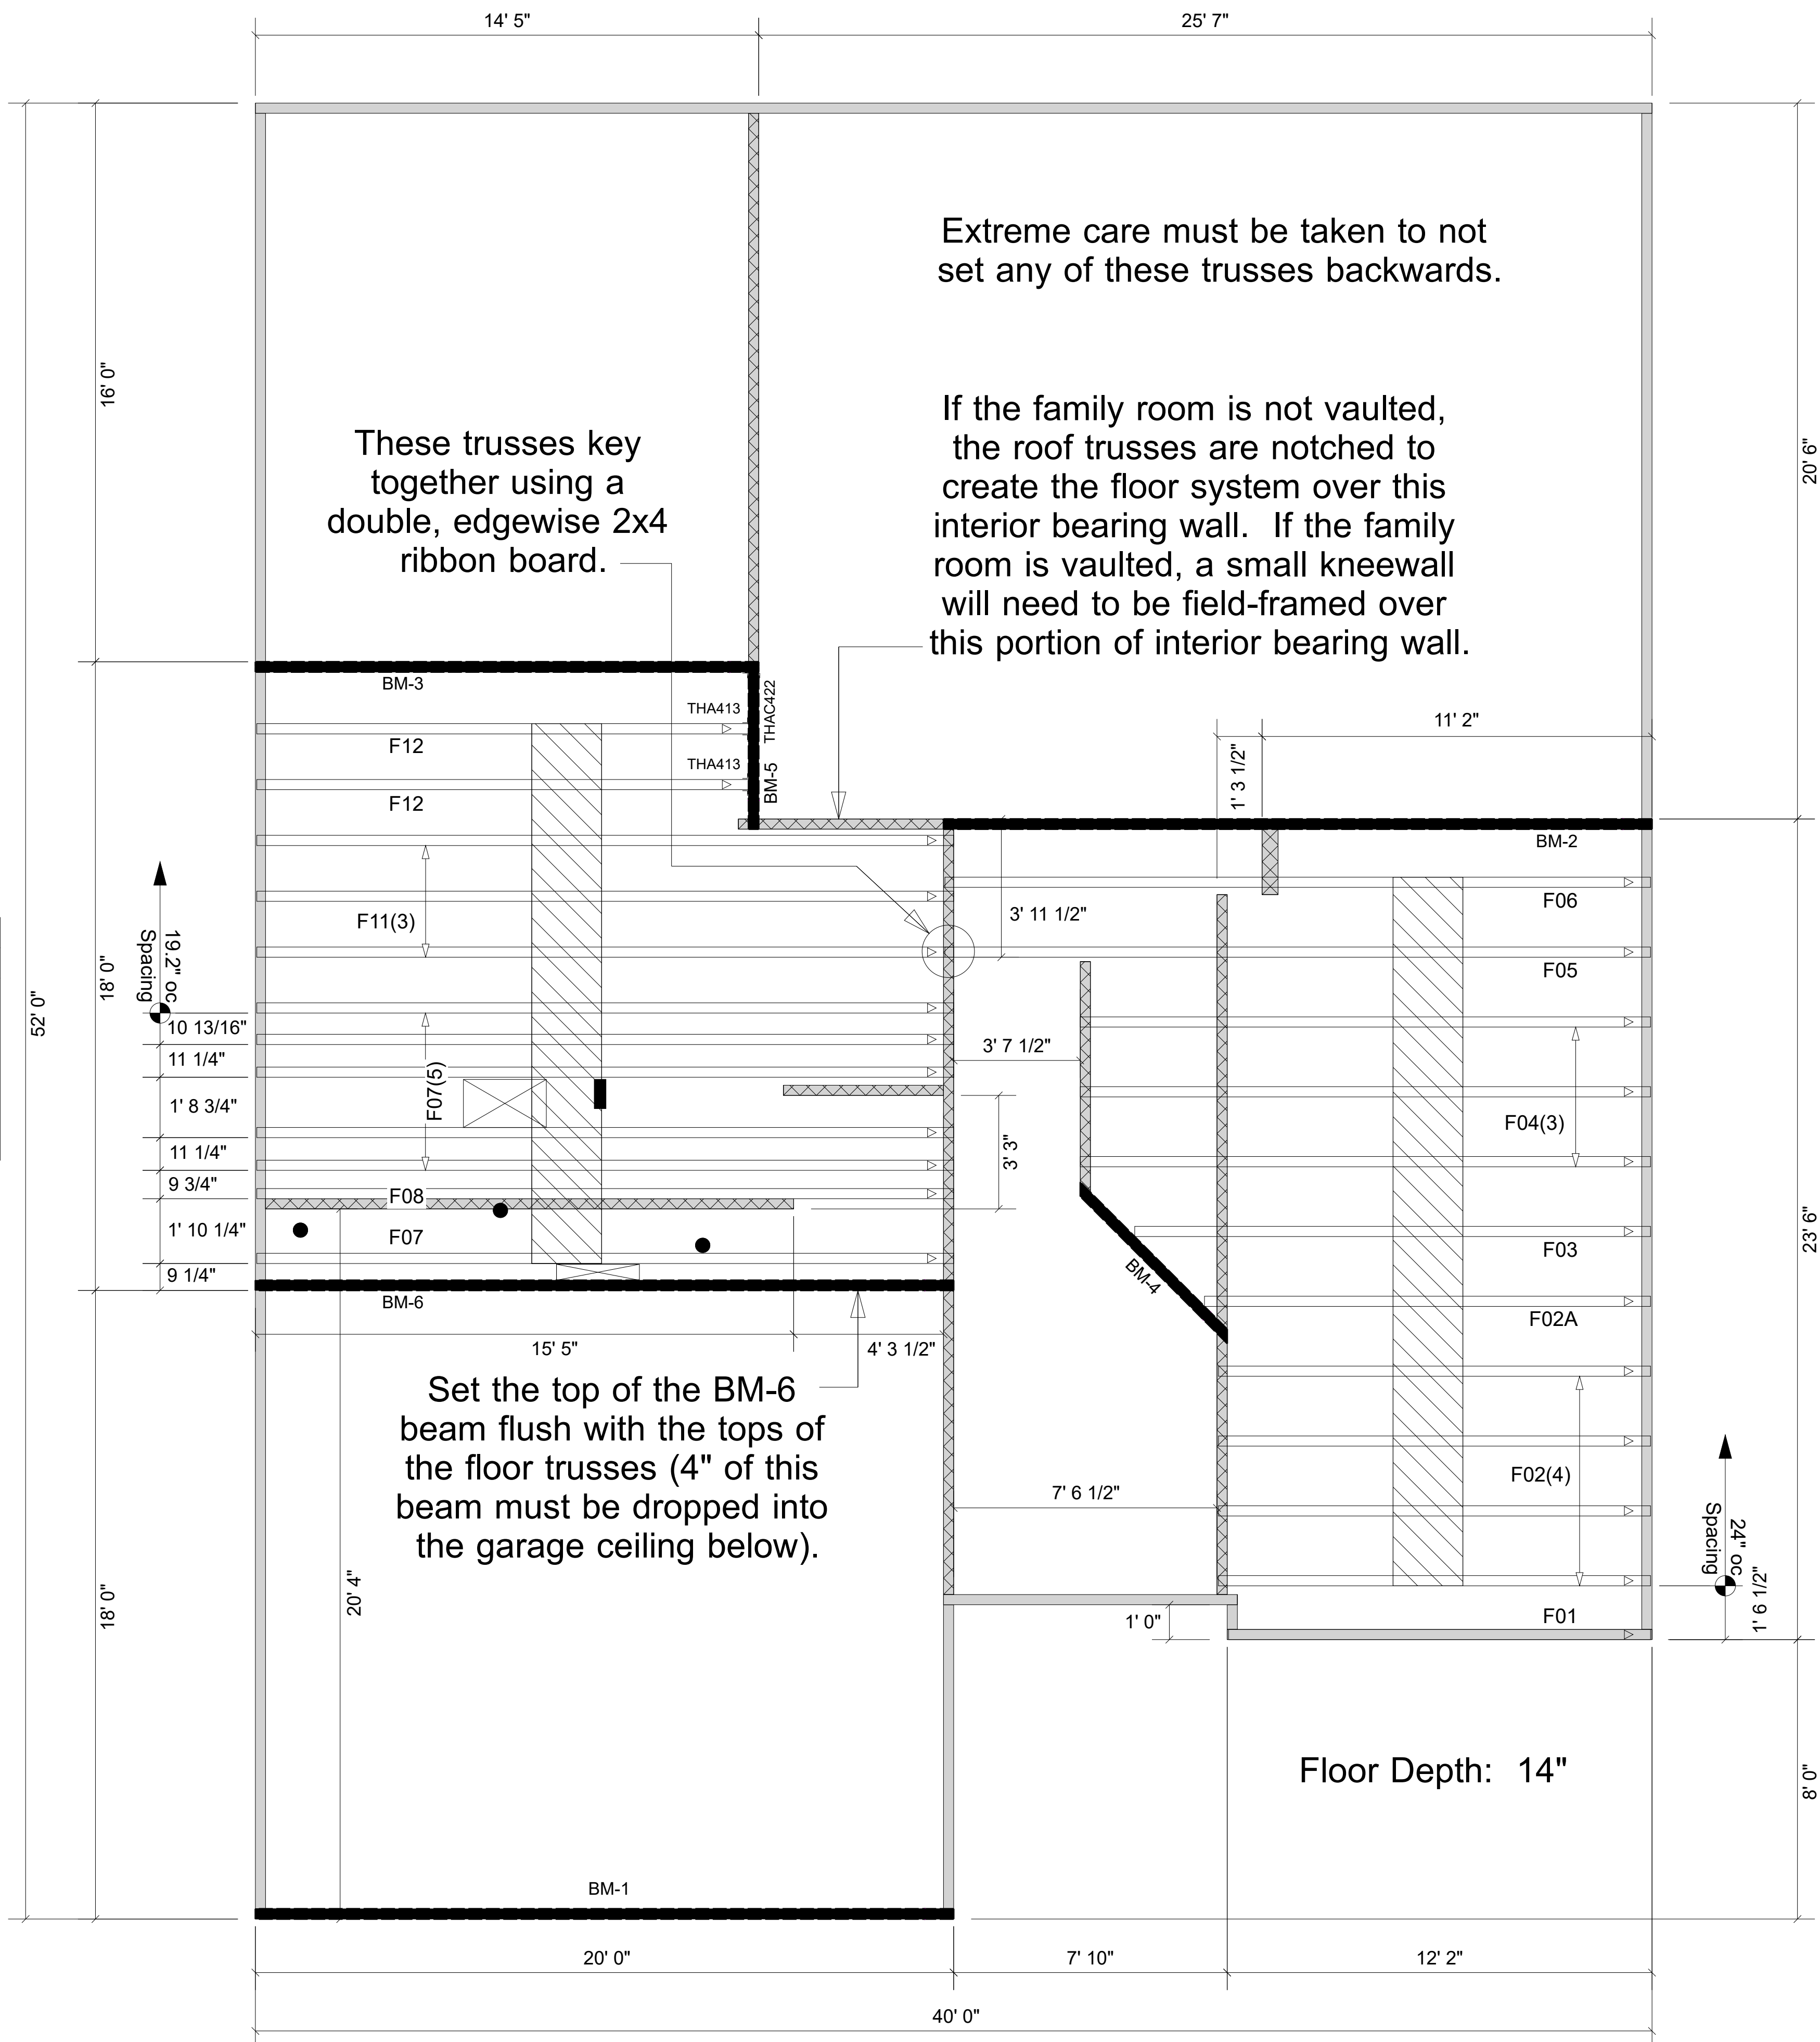 14' 5"
25' 7"
Extreme care must be taken to not
set any of these trusses backwards.
If the family room is not vaulted,
the roof trusses are notched to
create the floor system over this
interior bearing wall.  If the family
room is vaulted, a small kneewall
will need to be field-framed over
this portion of interior bearing wall.
These trusses key
together using a
double, edgewise 2x4
ribbon board.
16' 0"
20' 6"
BM-3
THA413
THAC422
F12
THA413
BM-5
F12
11' 2"
1' 3 1/2"
BM-2
F06
F11(3)
3' 11 1/2"
F05
19.2" oc
Spacing
18' 0"
52' 0"
10 13/16"
11 1/4"
1' 8 3/4"
11 1/4"
9 3/4"
1' 10 1/4"
9 1/4"
F07(5)
3' 7 1/2"
3' 3"
F04(3)
F08
F07
23' 6"
F03
BM-4
F02A
BM-6
15' 5"
4' 3 1/2"
Set the top of the BM-6
beam flush with the tops of
the floor trusses (4" of this
beam must be dropped into
the garage ceiling below).
7' 6 1/2"
F02(4)
24" oc
Spacing
1' 9 1/2"
20' 4"
18' 0"
1' 0"
F01
Floor Depth:  14"
8' 0"
BM-1
20' 0"
7' 10"
12' 2"
40' 0"